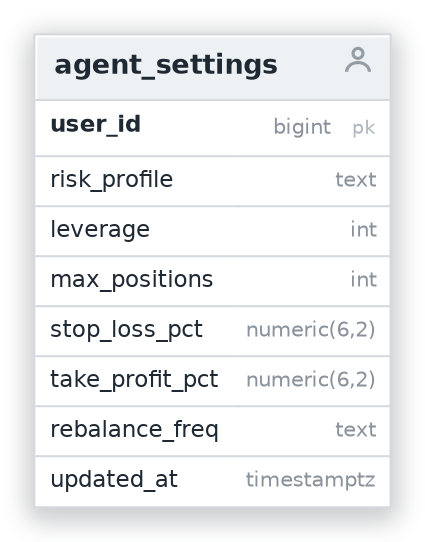 agent_settings
user_id bigint pk
risk_profile text
leverage int
max_positions int
stop_loss_pct numeric(6,2)
take_profit_pct numeric(6,2)
rebalance_freq text
updated_at timestamptz